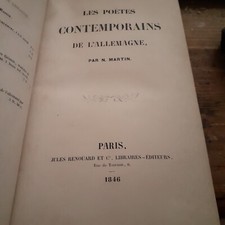 LES POËTES
CONTEMPORAINS
DE L'ALLEMAGNE,
PAR N. MARTIN.
PARIS,
JULES RENOUARD ET Cie, LIBRAIRES-ÉDITEURS,
1846